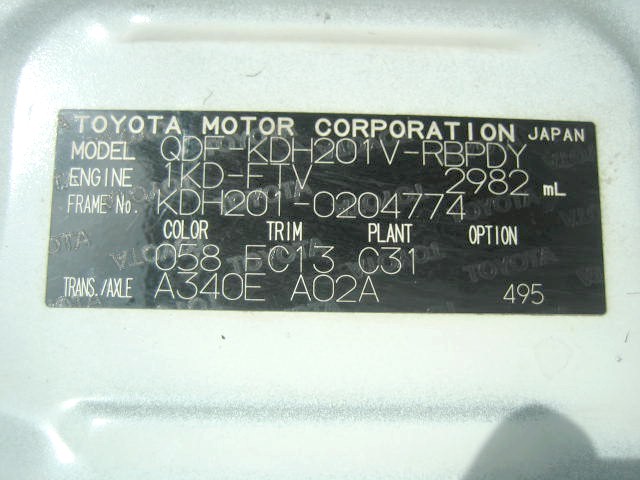 TOYOTA MOTOR CORPORATION JAPAN
MODEL QDF-KDH201V-RBPDY
ENGINE 1KD-FTV 2982 mL
FRAME No. KDH201-0204774
COLOR TRIM PLANT OPTION
058 FC13 C31
TRANS./AXLE A340E A02A 495